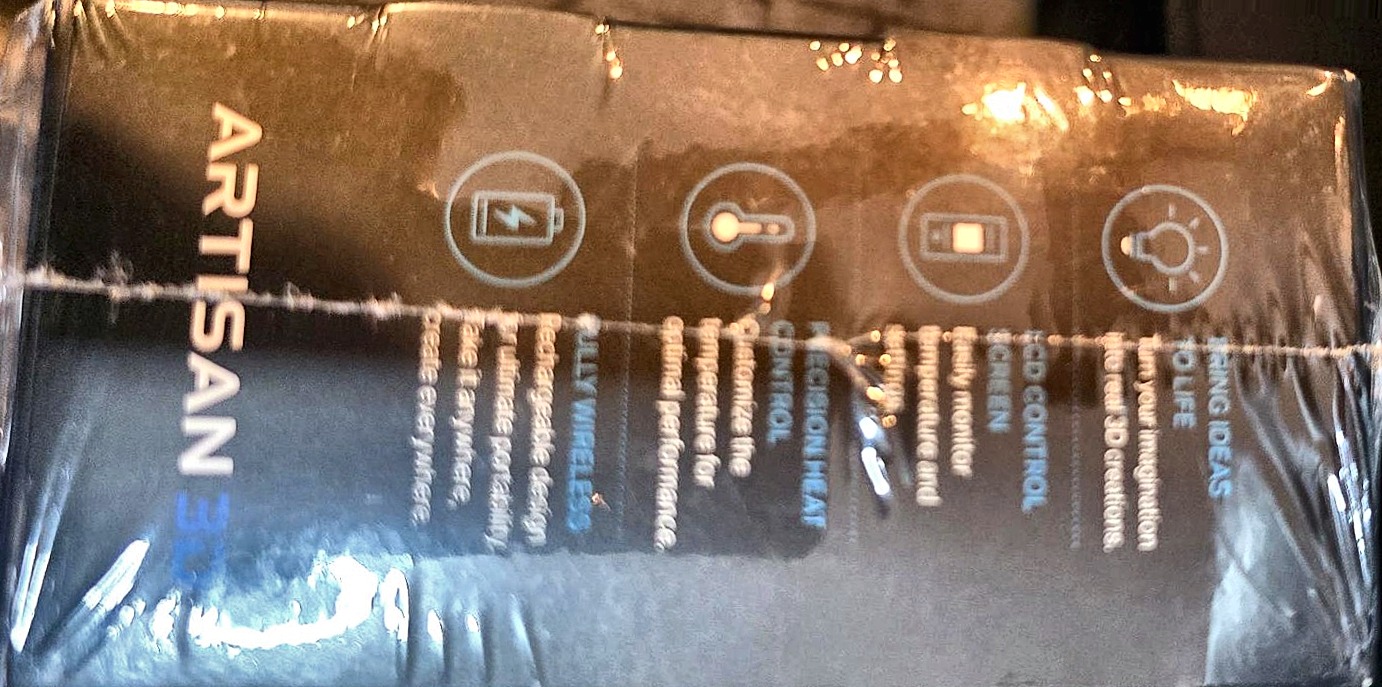 BRING IDEAS
TO LIFE
Turn your imagination
into real 3D creations.
LCD CONTROL
SCREEN
Easily monitor
temperature and
PRECISION HEAT
CONTROL
Customize the
temperature for
optimal performance.
FULLY WIRELESS
Rechargeable design
for ultimate portability.
Take it anywhere.
Create everywhere.
ARTISAN 3D